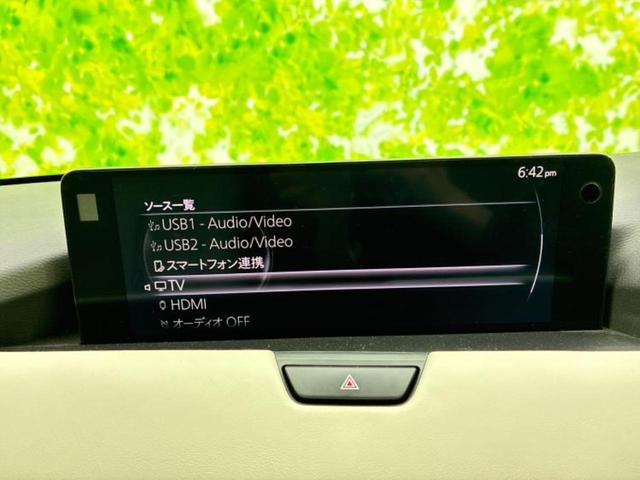 6:42pm
ソース一覧
USB1 - Audio/Video
USB2 - Audio/Video
スマートフォン連携
TV
HDMI
オーディオ OFF